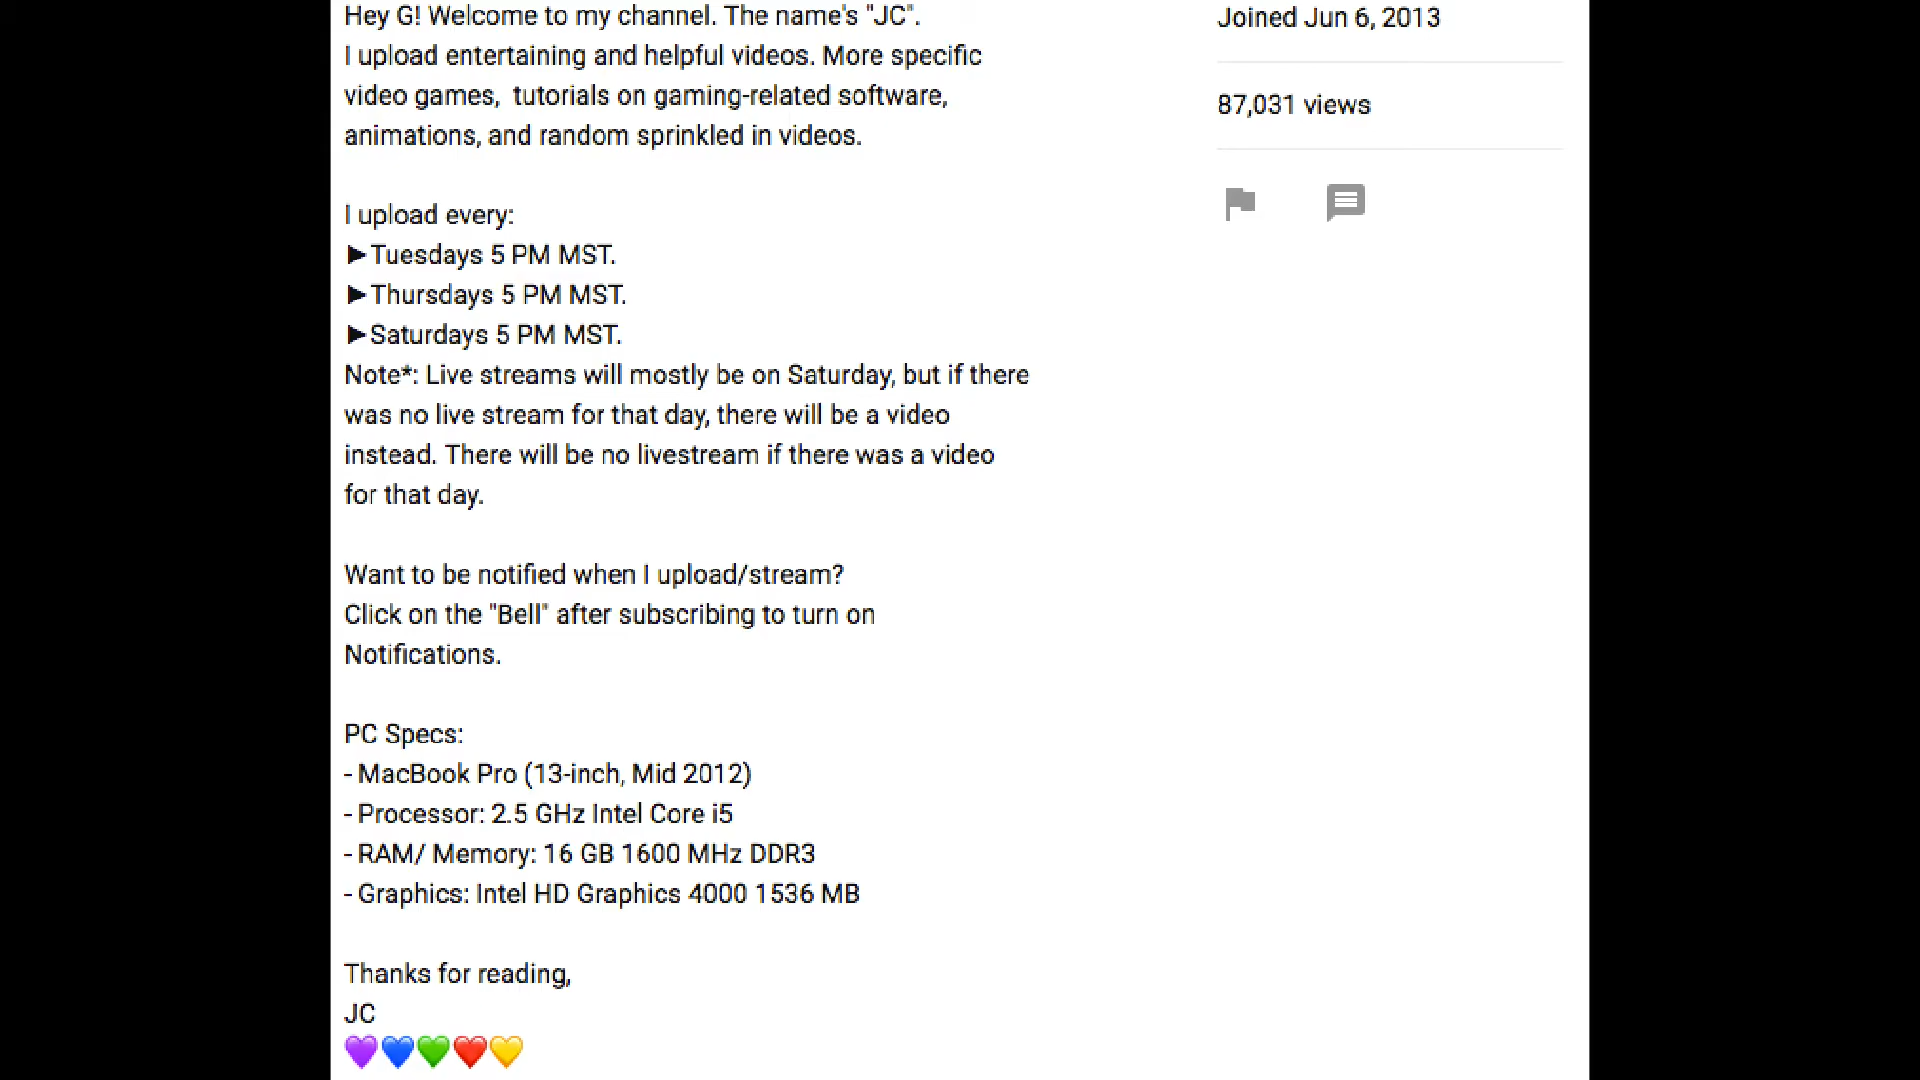 Hey G! Welcome to my channel. The name's "JC".
I upload entertaining and helpful videos. More specific
video games,  tutorials on gaming-related software,
animations, and random sprinkled in videos.
I upload every:
►Tuesdays 5 PM MST.
►Thursdays 5 PM MST.
►Saturdays 5 PM MST.
Note*: Live streams will mostly be on Saturday, but if there
was no live stream for that day, there will be a video
instead. There will be no livestream if there was a video
for that day.
Want to be notified when I upload/stream?
Click on the "Bell" after subscribing to turn on
Notifications.
PC Specs:
- MacBook Pro (13-inch, Mid 2012)
- Processor: 2.5 GHz Intel Core i5
- RAM/ Memory: 16 GB 1600 MHz DDR3
- Graphics: Intel HD Graphics 4000 1536 MB
Thanks for reading,
JC
💜💙💚❤️💛
Joined Jun 6, 2013
87,031 views